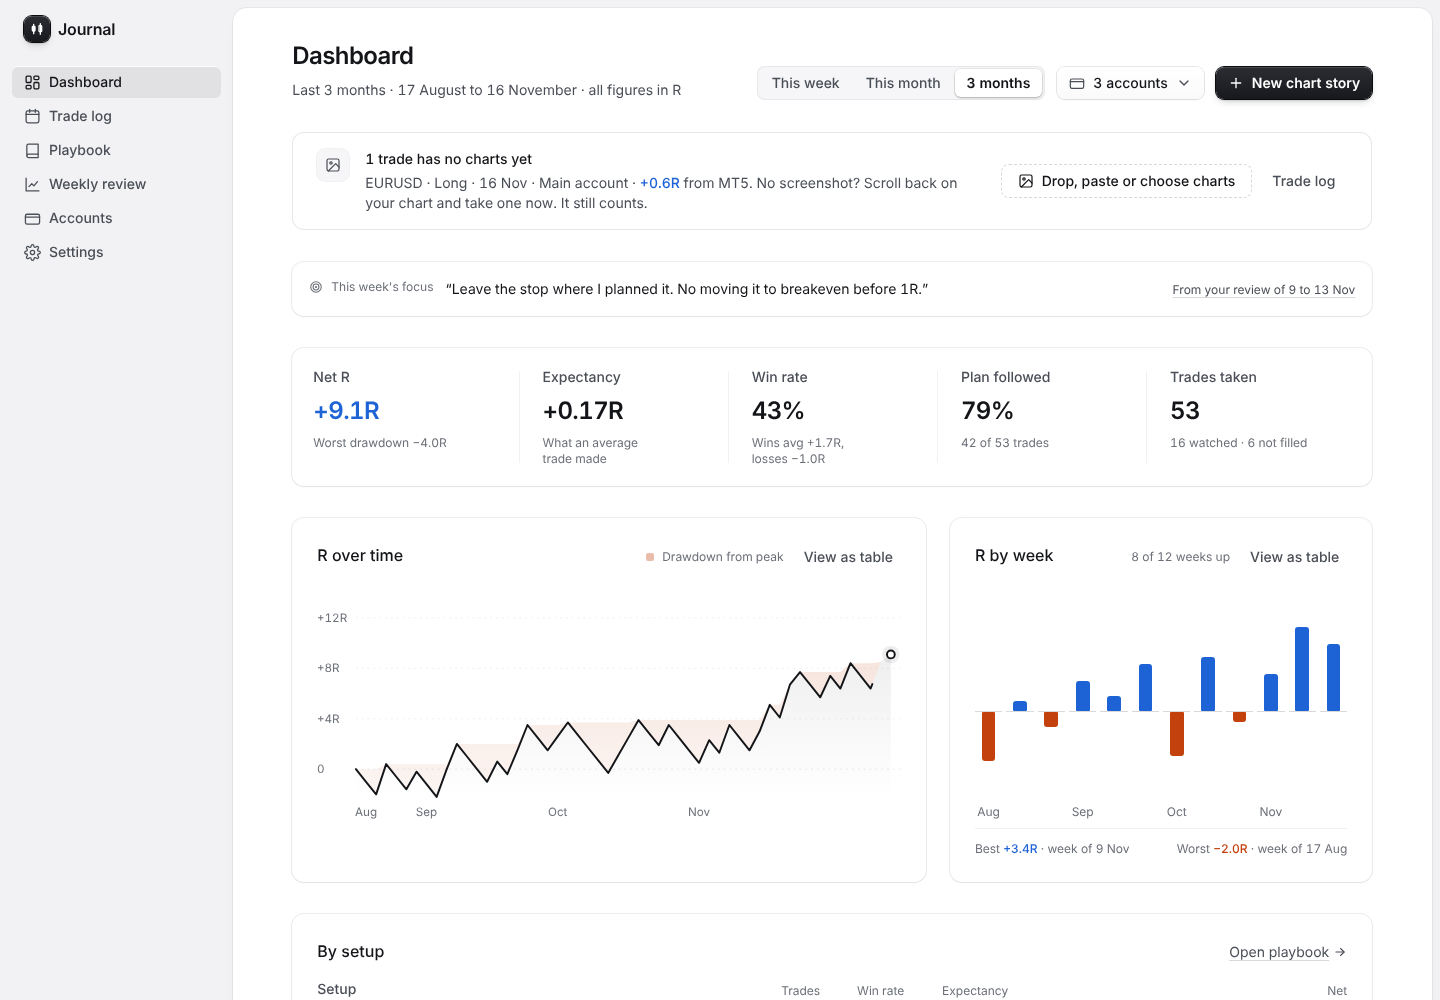 Journal
Dashboard
Trade log
Playbook
Weekly review
Accounts
Settings
Dashboard
Last 3 months · 17 August to 16 November · all figures in R
This week
This month
3 months
3 accounts
New chart story
1 trade has no charts yet
EURUSD · Long · 16 Nov · Main account · +0.6R from MT5. No screenshot? Scroll back on
your chart and take one now. It still counts.
Drop, paste or choose charts
Trade log
This week's focus
“Leave the stop where I planned it. No moving it to breakeven before 1R.”
From your review of 9 to 13 Nov
Net R
+9.1R
Worst drawdown −4.0R
Expectancy
+0.17R
What an average
trade made
Win rate
43%
Wins avg +1.7R,
losses −1.0R
Plan followed
79%
42 of 53 trades
Trades taken
53
16 watched · 6 not filled
R over time
Drawdown from peak
View as table
+12R
+8R
+4R
0
Aug
Sep
Oct
Nov
R by week
8 of 12 weeks up
View as table
Aug
Sep
Oct
Nov
Best +3.4R · week of 9 Nov
Worst −2.0R · week of 17 Aug
By setup
Open playbook →
Setup
Trades
Win rate
Expectancy
Net